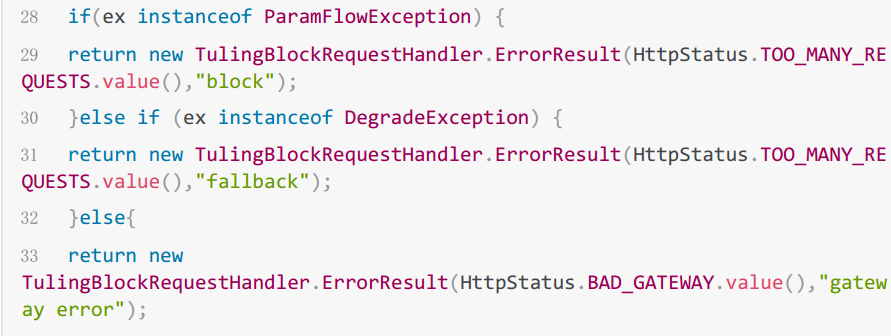 28 if(ex instanceof ParamFlowException) {
29 return new TulingBlockRequestHandler.ErrorResult(HttpStatus.TOO_MANY_RE
QUESTS.value(),"block");
30 }else if (ex instanceof DegradeException) {
31 return new TulingBlockRequestHandler.ErrorResult(HttpStatus.TOO_MANY_RE
QUESTS.value(),"fallback");
32 }else{
33 return new
TulingBlockRequestHandler.ErrorResult(HttpStatus.BAD_GATEWAY.value(),"gatew
ay error");